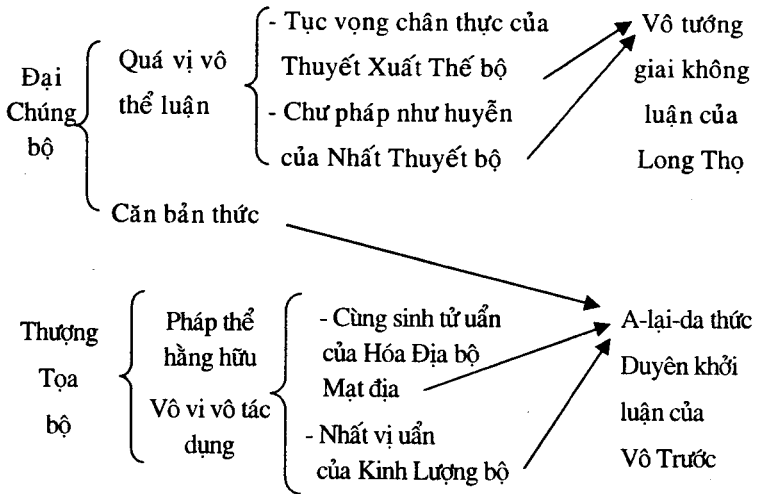 Đại
Chúng
bộ
Quá vị vô
thể luận
- Tục vọng chân thực của
Thuyết Xuất Thế bộ
- Chư pháp như huyễn
của Nhất Thuyết bộ
Vô tướng
giai không
luận của
Long Thọ
Căn bản thức
Thượng
Tọa
bộ
Pháp thể
hằng hữu
Vô vi vô tác
dụng
- Cùng sinh tử uẩn
của Hóa Địa bộ
Mạt địa
- Nhất vị uẩn
của Kinh Lượng bộ
A-lại-da thức
Duyên khởi
luận của
Vô Trước